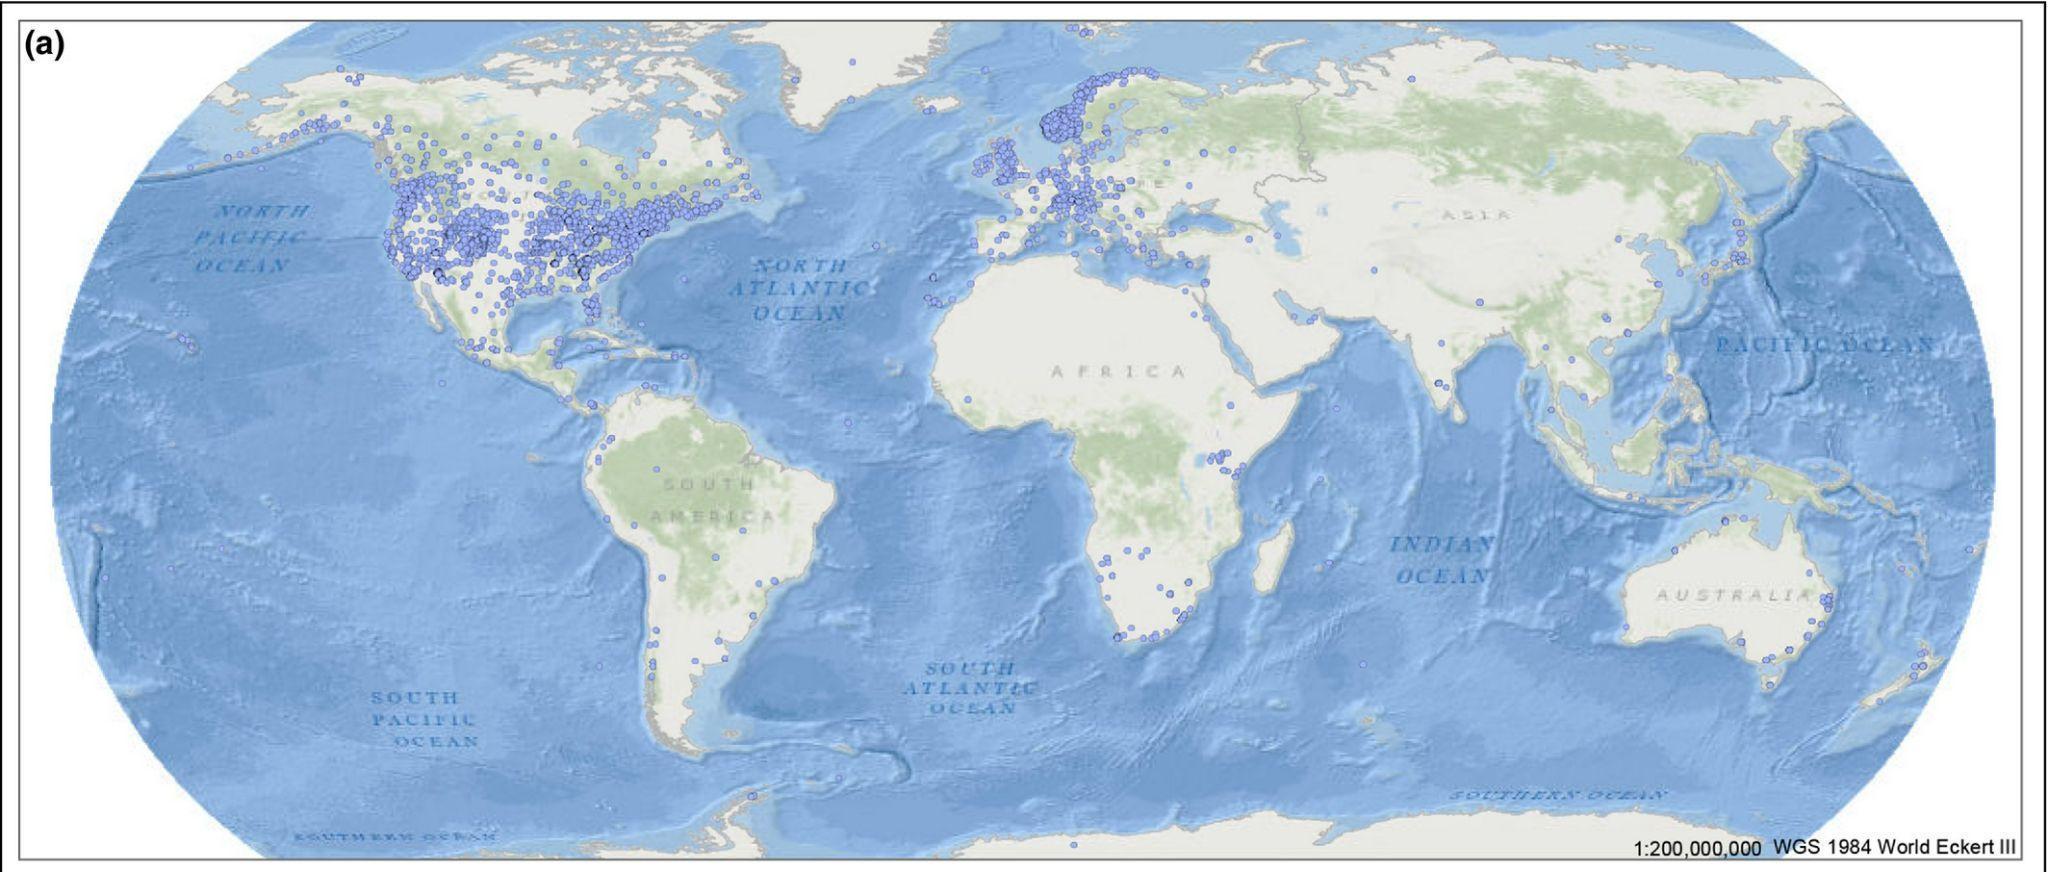 (a)
NORTH
PACIFIC
OCEAN
NORTH
ATLANTIC
OCEAN
ASIA
AFRICA
PACIFIC OCEAN
SOUTH
AMERICA
INDIAN
OCEAN
AUSTRALIA
SOUTH
PACIFIC
OCEAN
SOUTH
ATLANTIC
OCEAN
SOUTHERN OCEAN
SOUTHERN OCEAN
1:200,000,000 WGS 1984 World Eckert III